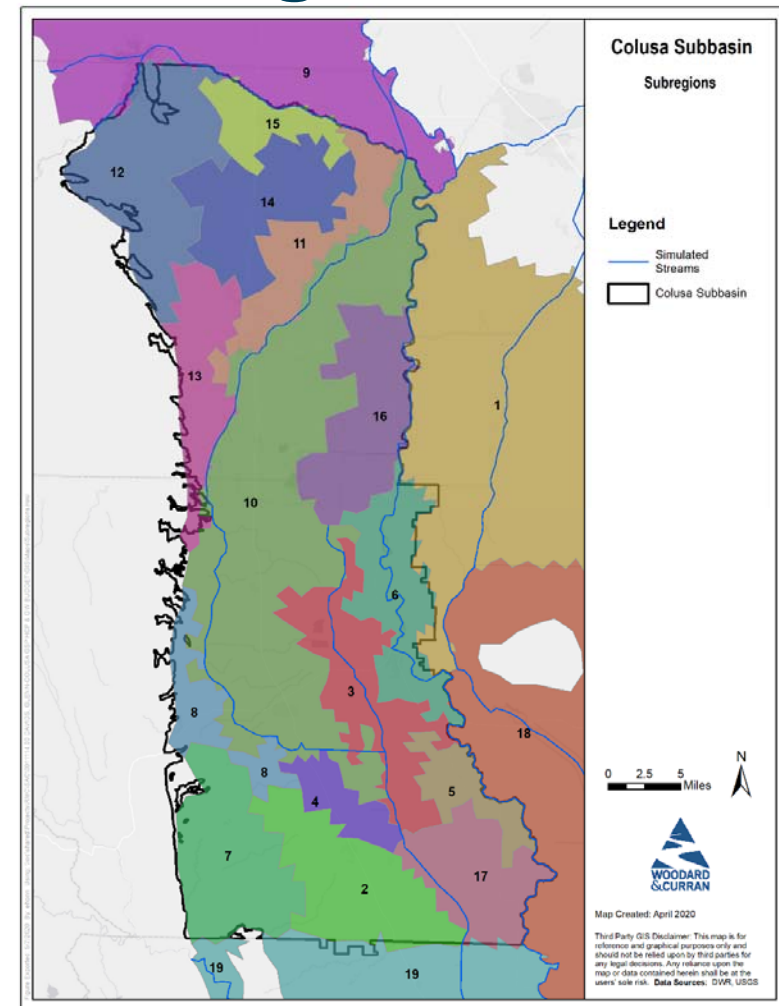 Colusa Subbasin
Subregions
9
15
12
14
11
13
1
16
10
6
3
8
18
8
4
5
7
17
2
19
19
Legend
Simulated
Streams
Colusa Subbasin
N
0 2.5 5
Miles
WOODARD
&CURRAN
Map Created: April 2020
Third Party GIS Disclaimer: This map is for
reference and graphical purposes only and
should not be relied upon by third parties for
any legal decisions. Any reliance upon the
map or data contained herein shall be at the
users' sole risk. Data Sources: DWR, USGS